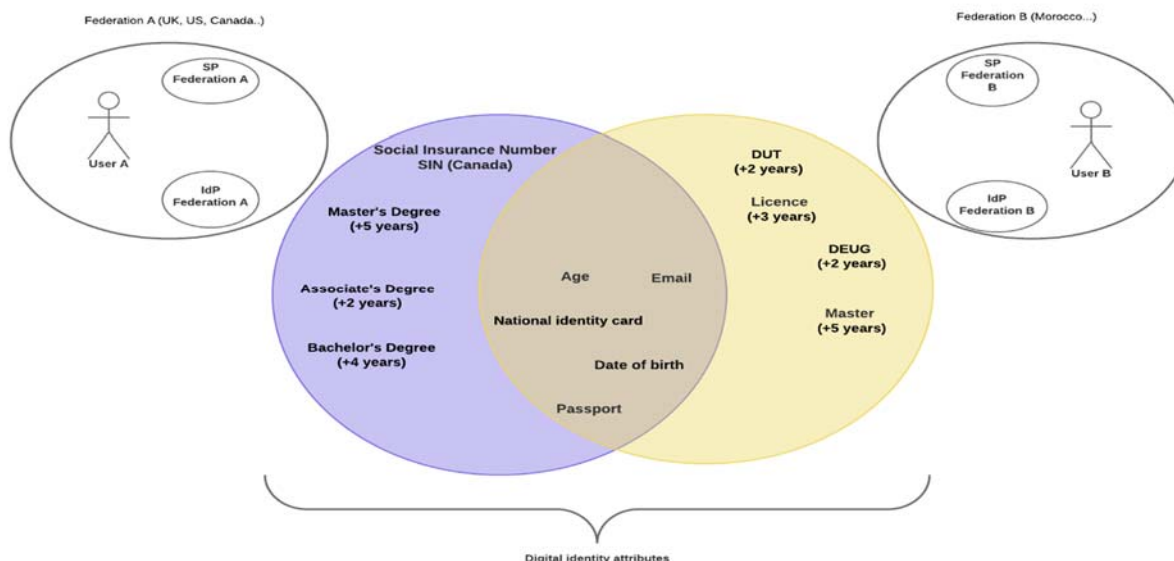 Federation A (UK, US, Canada..)
SP
Federation A
User A
IdP
Federation A
Federation B (Morocco...)
SP
Federation
B
User B
IdP
Federation B
Social Insurance Number
SIN (Canada)
Master's Degree
(+5 years)
Associate's Degree
(+2 years)
Bachelor's Degree
(+4 years)
Age
Email
National identity card
Date of birth
Passport
DUT
(+2 years)
Licence
(+3 years)
DEUG
(+2 years)
Master
(+5 years)
Digital identity attributes